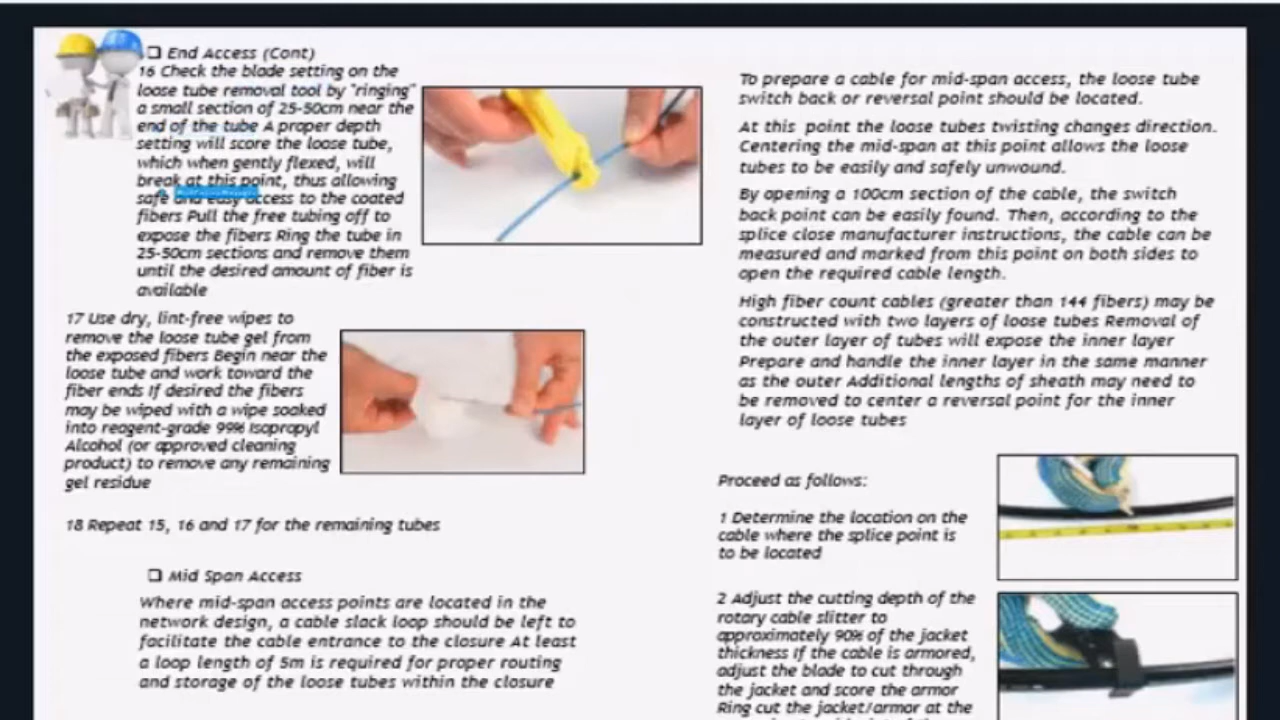 ❑ End Access (Cont)
16 Check the blade setting on the
loose tube removal tool by "ringing"
a small section of 25-50cm near the
end of the tube A proper depth
setting will score the loose tube,
which when gently flexed, will
break at this point, thus allowing
safe and easy access to the coated
fibers Pull the free tubing off to
expose the fibers Ring the tube in
25-50cm sections and remove them
until the desired amount of fiber is
available
17 Use dry, lint-free wipes to
remove the loose tube gel from
the exposed fibers Begin near the
loose tube and work toward the
fiber ends If desired the fibers
may be wiped with a wipe soaked
into reagent-grade 99% Isopropyl
Alcohol (or approved cleaning
product) to remove any remaining
gel residue
18 Repeat 15, 16 and 17 for the remaining tubes
❑ Mid Span Access
Where mid-span access points are located in the
network design, a cable slack loop should be left to
facilitate the cable entrance to the closure At least
a loop length of 5m is required for proper routing
and storage of the loose tubes within the closure
To prepare a cable for mid-span access, the loose tube
switch back or reversal point should be located.
At this point the loose tubes twisting changes direction.
Centering the mid-span at this point allows the loose
tubes to be easily and safely unwound.
By opening a 100cm section of the cable, the switch
back point can be easily found. Then, according to the
splice close manufacturer instructions, the cable can be
measured and marked from this point on both sides to
open the required cable length.
High fiber count cables (greater than 144 fibers) may be
constructed with two layers of loose tubes Removal of
the outer layer of tubes will expose the inner layer
Prepare and handle the inner layer in the same manner
as the outer Additional lengths of sheath may need to
be removed to center a reversal point for the inner
layer of loose tubes
Proceed as follows:
1 Determine the location on the
cable where the splice point is
to be located
2 Adjust the cutting depth of the
rotary cable slitter to
approximately 90% of the jacket
thickness If the cable is armored,
adjust the blade to cut through
the jacket and score the armor
Ring cut the jacket/armor at the